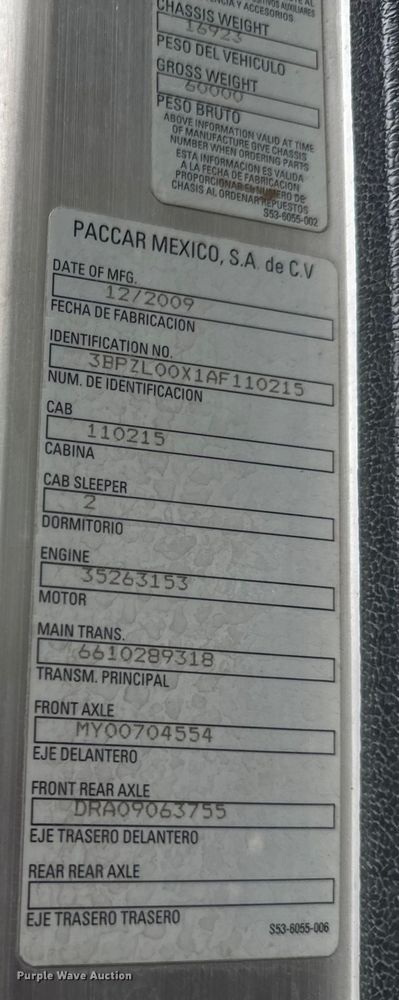 CHASSIS WEIGHT
16923
PESO DEL VEHICULO
GROSS WEIGHT
60000
PESO BRUTO
ABOVE INFORMATION VALID AT TIME
OF MANUFACTURE GIVE CHASSIS
NUMBER WHEN ORDERING PARTS
ESTA INFORMACION ES VALIDA
A LA FECHA DE FABRICACION
PROPORCIONAR EL NUMERO DE
CHASIS AL ORDENAR REPUESTOS
S53-6055-002
PACCAR MEXICO, S.A. de C.V
DATE OF MFG.
12/2009
FECHA DE FABRICACION
IDENTIFICATION NO.
3BPZL00X1AF110215
NUM. DE IDENTIFICACION
CAB
110215
CABINA
CAB SLEEPER
2
DORMITORIO
ENGINE
35263153
MOTOR
MAIN TRANS.
6610289318
TRANSM. PRINCIPAL
FRONT AXLE
MY00704554
EJE DELANTERO
FRONT REAR AXLE
DRA09063755
EJE TRASERO DELANTERO
REAR REAR AXLE
EJE TRASERO TRASERO
S53-6055-006
Purple Wave Auction